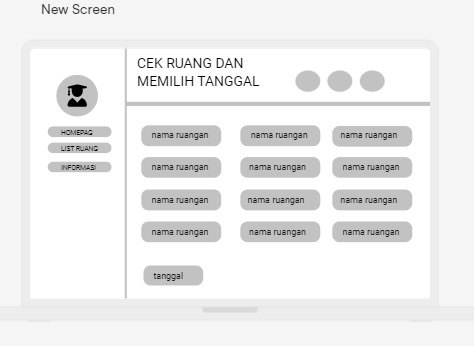 New Screen
CEK RUANG DAN
MEMILIH TANGGAL
HOMEPAG
LIST RUANG
INFORMASI
nama ruangan nama ruangan nama ruangan
nama ruangan nama ruangan nama ruangan
nama ruangan nama ruangan nama ruangan
nama ruangan nama ruangan nama ruangan
tanggal